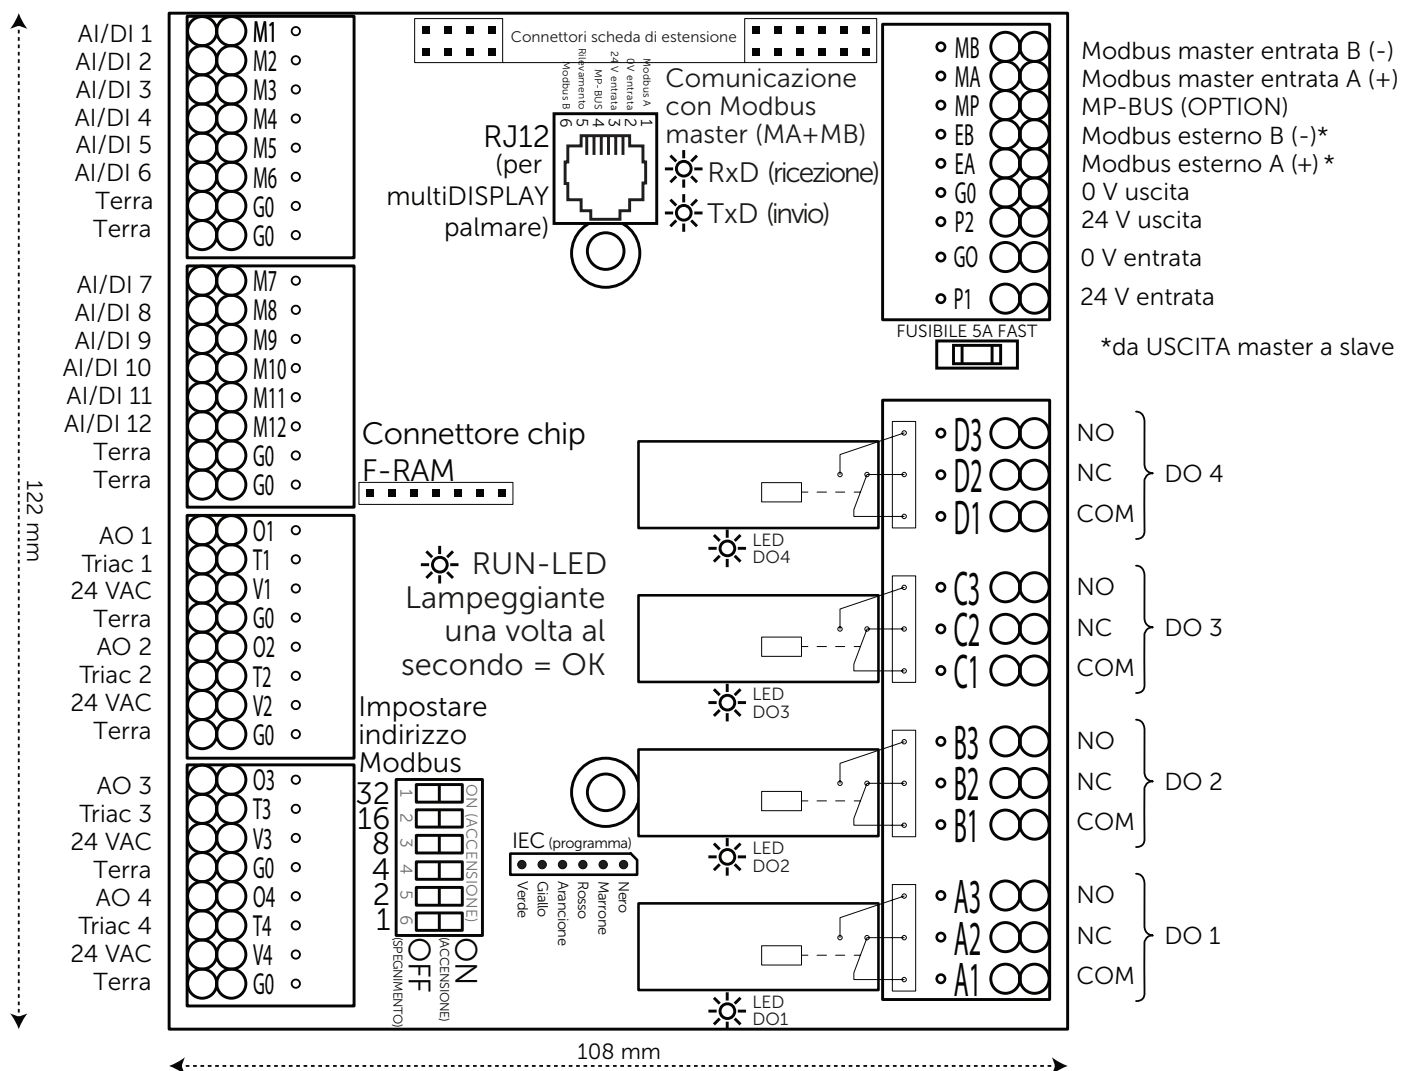 AI/DI 1
AI/DI 2
AI/DI 3
AI/DI 4
AI/DI 5
AI/DI 6
Terra
Terra
M1
M2
M3
M4
M5
M6
G0
G0
AI/DI 7
AI/DI 8
AI/DI 9
AI/DI 10
AI/DI 11
AI/DI 12
Terra
Terra
M7
M8
M9
M10
M11
M12
G0
G0
AO 1
Triac 1
24 VAC
Terra
AO 2
Triac 2
24 VAC
Terra
O1
T1
V1
G0
O2
T2
V2
G0
AO 3
Triac 3
24 VAC
Terra
AO 4
Triac 4
24 VAC
Terra
O3
T3
V3
G0
O4
T4
V4
G0
122 mm
108 mm
Connettori scheda di estensione
Modbus A
0V entrata
24 V entrata
MP-BUS
Rilevamento
Modbus B
1
2
3
4
5
6
RJ12
(per
multiDISPLAY
palmare)
Comunicazione
con Modbus
master (MA+MB)
RxD (ricezione)
TxD (invio)
Connettore chip
F-RAM
RUN-LED
Lampeggiante
una volta al
secondo = OK
Impostare
indirizzo
Modbus
32
16
8
4
2
1
1
2
3
4
5
6
ON (ACCENSIONE)
ON
(ACCENSIONE)
OFF
(SPEGNIMENTO)
IEC (programma)
Verde
Giallo
Arancione
Rosso
Marrone
Nero
LED
DO4
LED
DO3
LED
DO2
LED
DO1
MB
MA
MP
EB
EA
G0
P2
GO
P1
Modbus master entrata B (-)
Modbus master entrata A (+)
MP-BUS (OPTION)
Modbus esterno B (-)*
Modbus esterno A (+) *
0 V uscita
24 V uscita
0 V entrata
24 V entrata
FUSIBILE 5A FAST
*da USCITA master a slave
D3
D2
D1
NO
NC
COM
DO 4
C3
C2
C1
NO
NC
COM
DO 3
B3
B2
B1
NO
NC
COM
DO 2
A3
A2
A1
NO
NC
COM
DO 1